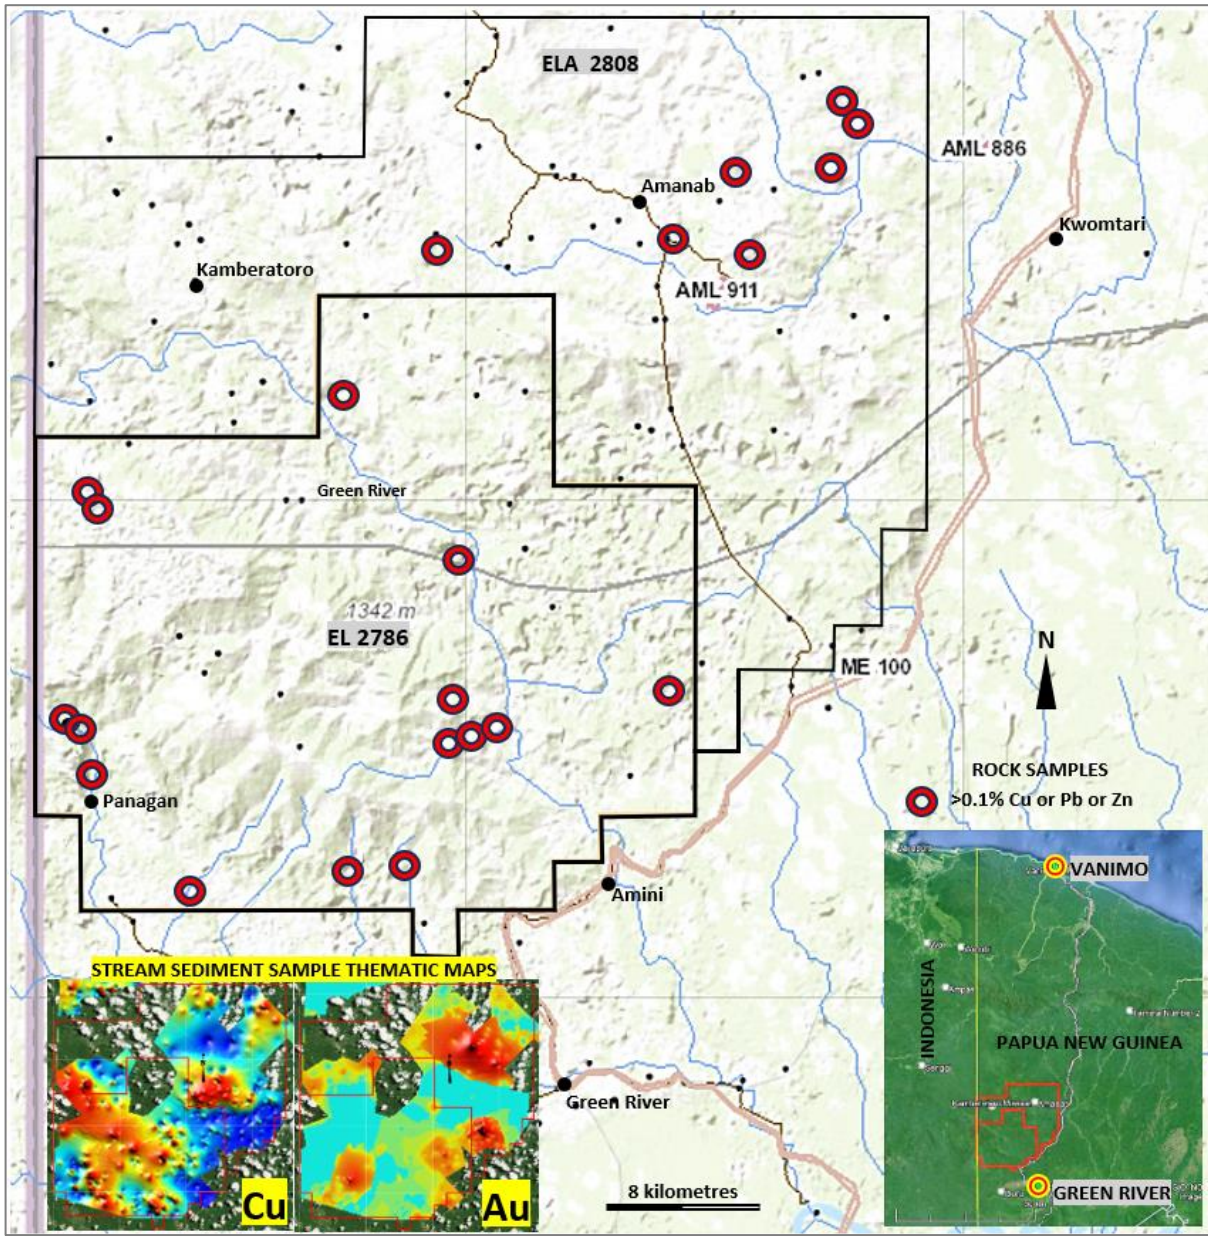 ELA 2808
AML 886
Amanab
Kwomtari
Kamberatoro
AML 911
Green River
1342 m
EL 2786
N
ME 100
ROCK SAMPLES
>0.1% Cu or Pb or Zn
Panagan
Amini
VANIMO
STREAM SEDIMENT SAMPLE THEMATIC MAPS
INDONESIA
PAPUA NEW GUINEA
Green River
Cu
Au
8 kilometres
GREEN RIVER